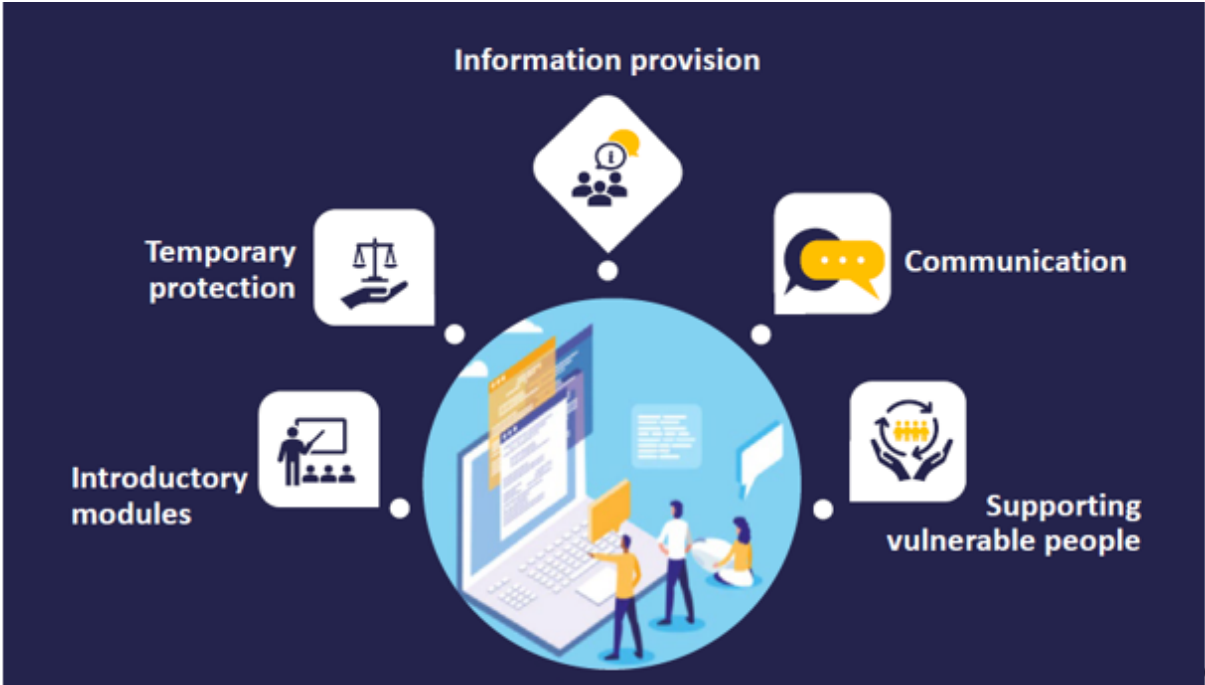 Information provision
Temporary
protection
Communication
Introductory
modules
Supporting
vulnerable people